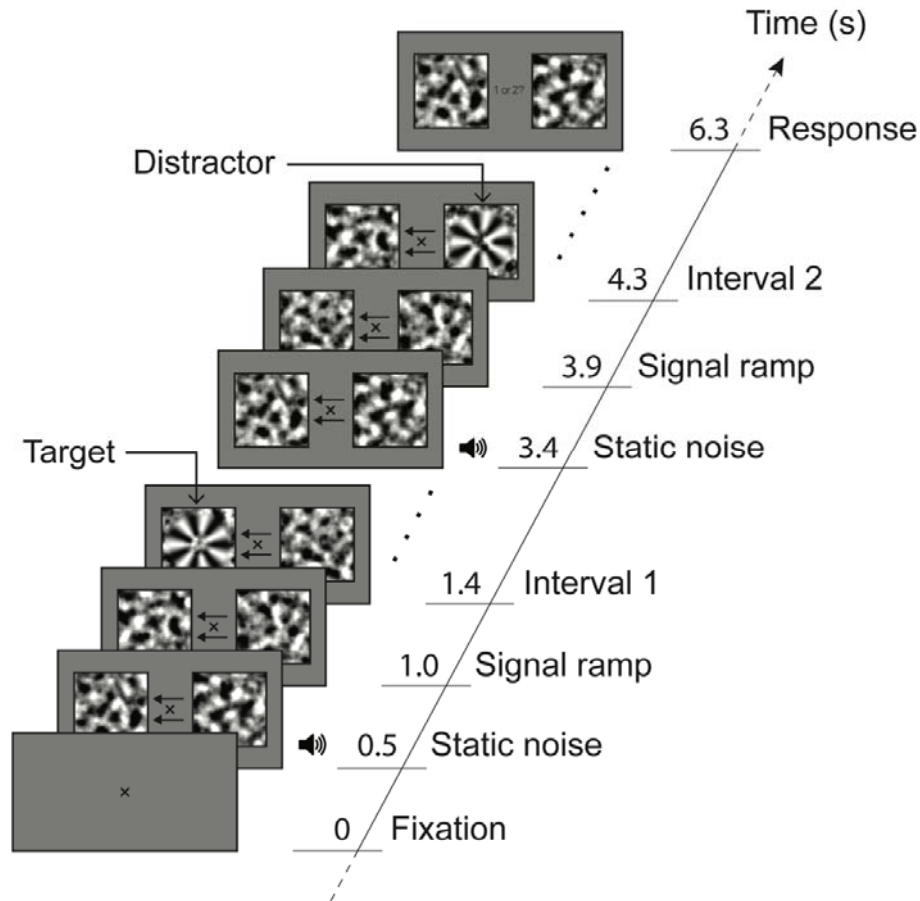 Time (s)
1 or 2?
6.3 Response
Distractor
4.3 Interval 2
3.9 Signal ramp
3.4 Static noise
Target
1.4 Interval 1
1.0 Signal ramp
0.5 Static noise
0 Fixation